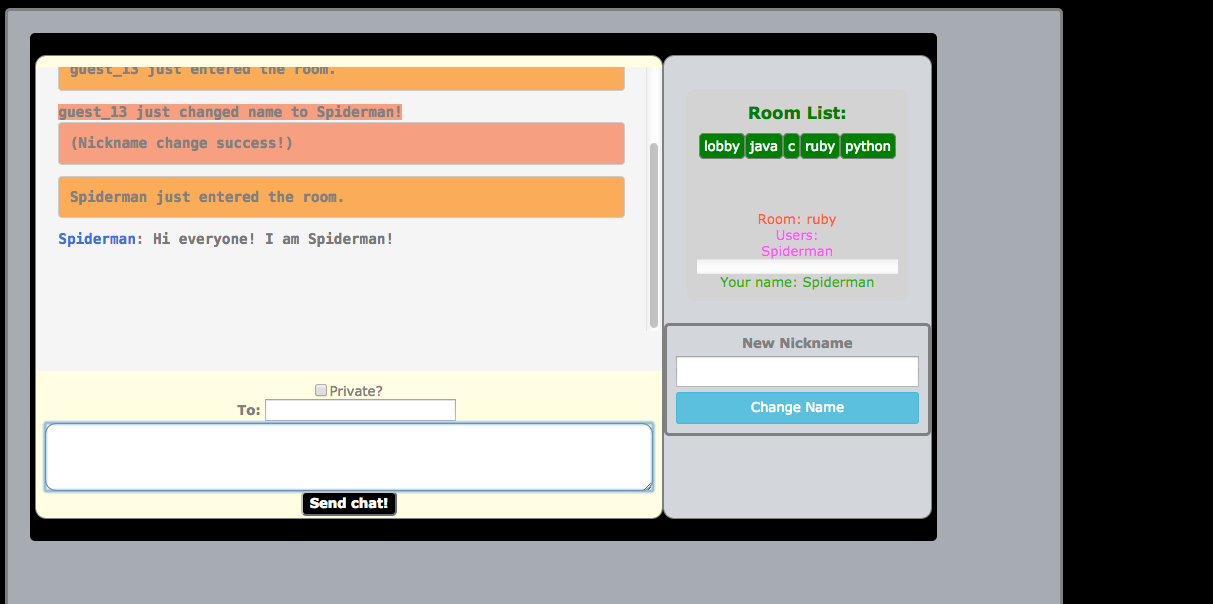 guest_13 just entered the room.
guest_13 just changed name to Spiderman!
(Nickname change success!)
Spiderman just entered the room.
Spiderman: Hi everyone! I am Spiderman!
Private?
To:
Send chat!
Room List:
lobby java c ruby python
Room: ruby
Users:
Spiderman
Your name: Spiderman
New Nickname
Change Name